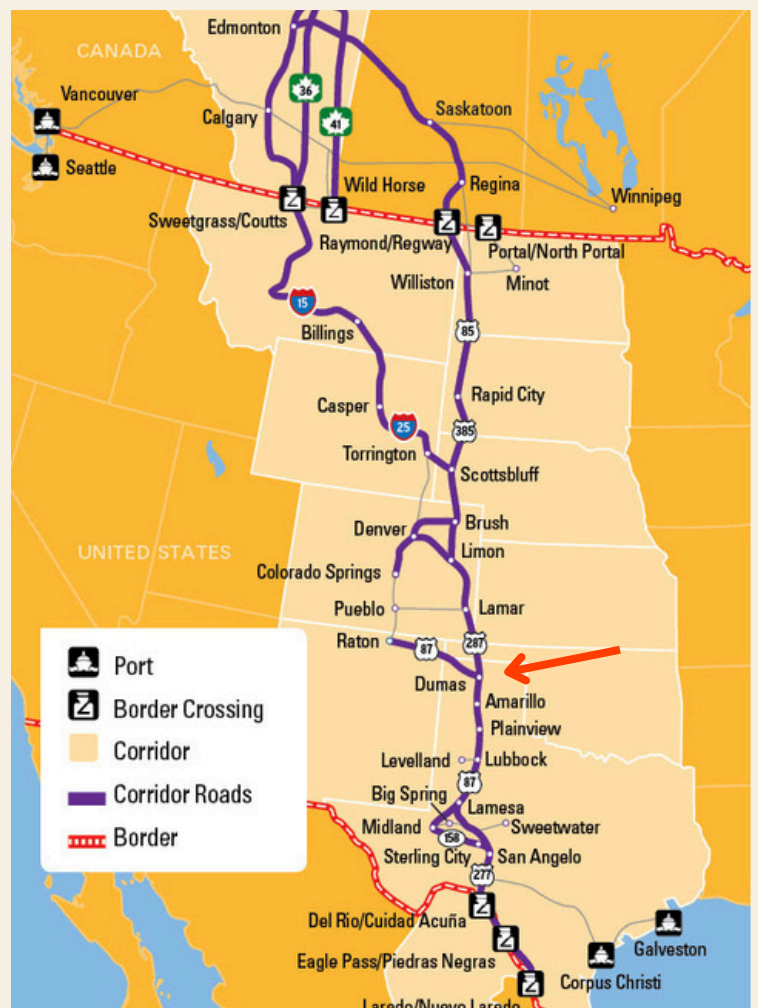 Edmonton
CANADA
36
Vancouver
Saskatoon
Calgary
41
Seattle
Wild Horse
Regina
Winnipeg
Sweetgrass/Coutts
Raymond/Regway
Portal/North Portal
Williston
Minot
15
Billings
85
Rapid City
Casper
25
385
Torrington
Scottsbluff
Denver
Brush
UNITED STATES
Limon
Colorado Springs
Pueblo
Lamar
Raton
87
287
Dumas
Amarillo
Plainview
Levelland
Lubbock
87
Big Spring
Lamesa
Midland
158
Sweetwater
Sterling City
San Angelo
277
Del Rio/Cuidad Acuña
Galveston
Eagle Pass/Piedras Negras
Corpus Christi
Laredo/Nuevo Laredo
Port
Border Crossing
Corridor
Corridor Roads
Border